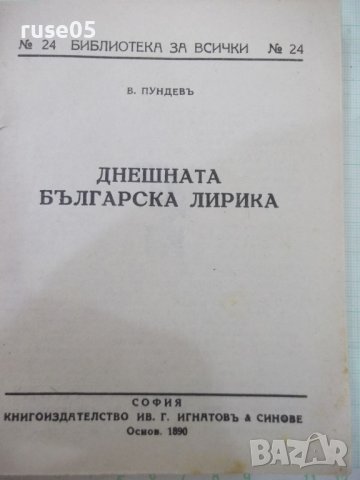 ruse05
№ 24 БИБЛИОТЕКА ЗА ВСИЧКИ № 24
В. ПУНДЕВЪ
ДНЕШНАТА
БЪЛГАРСКА ЛИРИКА
СОФИЯ
КНИГОИЗДАТЕЛСТВО ИВ. Г. ИГНАТОВЪ & СИНОВЕ
Основ. 1890
BAZAR